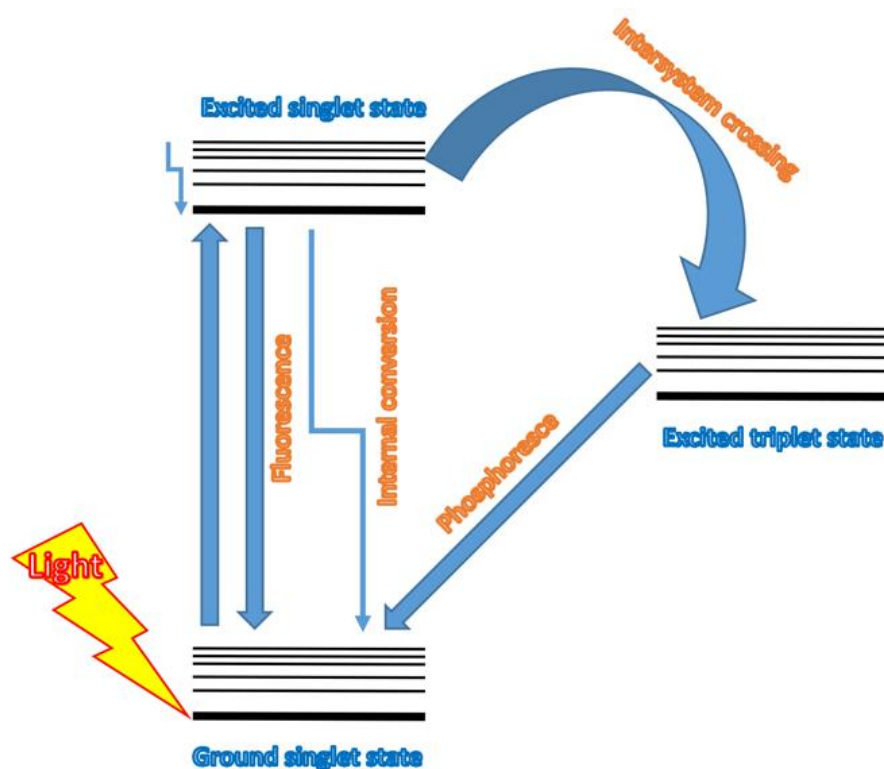 Intersystem crossing
Excited singlet state
Fluorescence
Internal conversion
Phosphoresce
Excited triplet state
Light
Ground singlet state